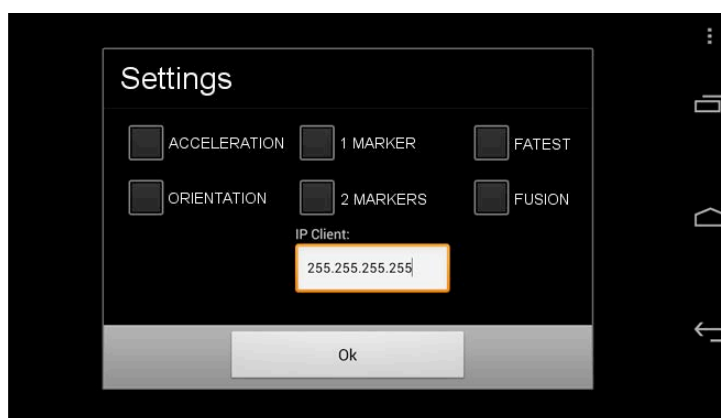 Settings
ACCELERATION 1 MARKER FATEST
ORIENTATION 2 MARKERS FUSION
IP Client:
255.255.255.255
Ok